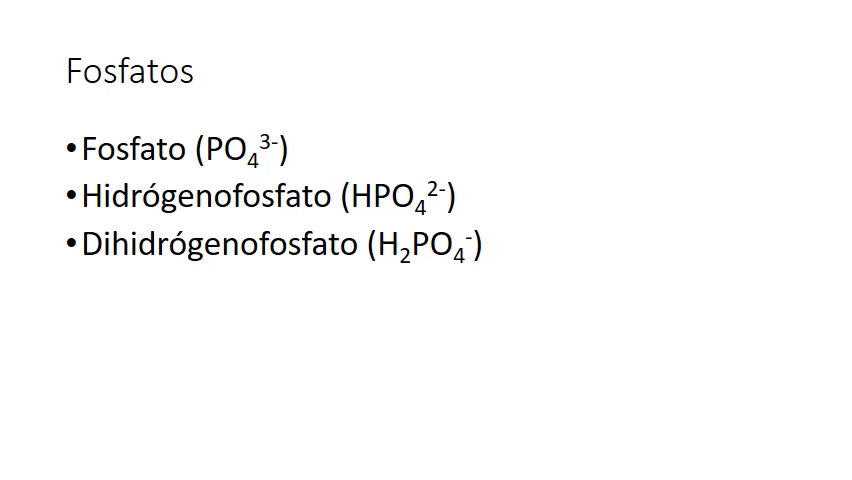 Fosfatos
•Fosfato (PO₄³⁻)
•Hidrógenofosfato (HPO₄²⁻)
•Dihidrógenofosfato (H₂PO₄⁻)